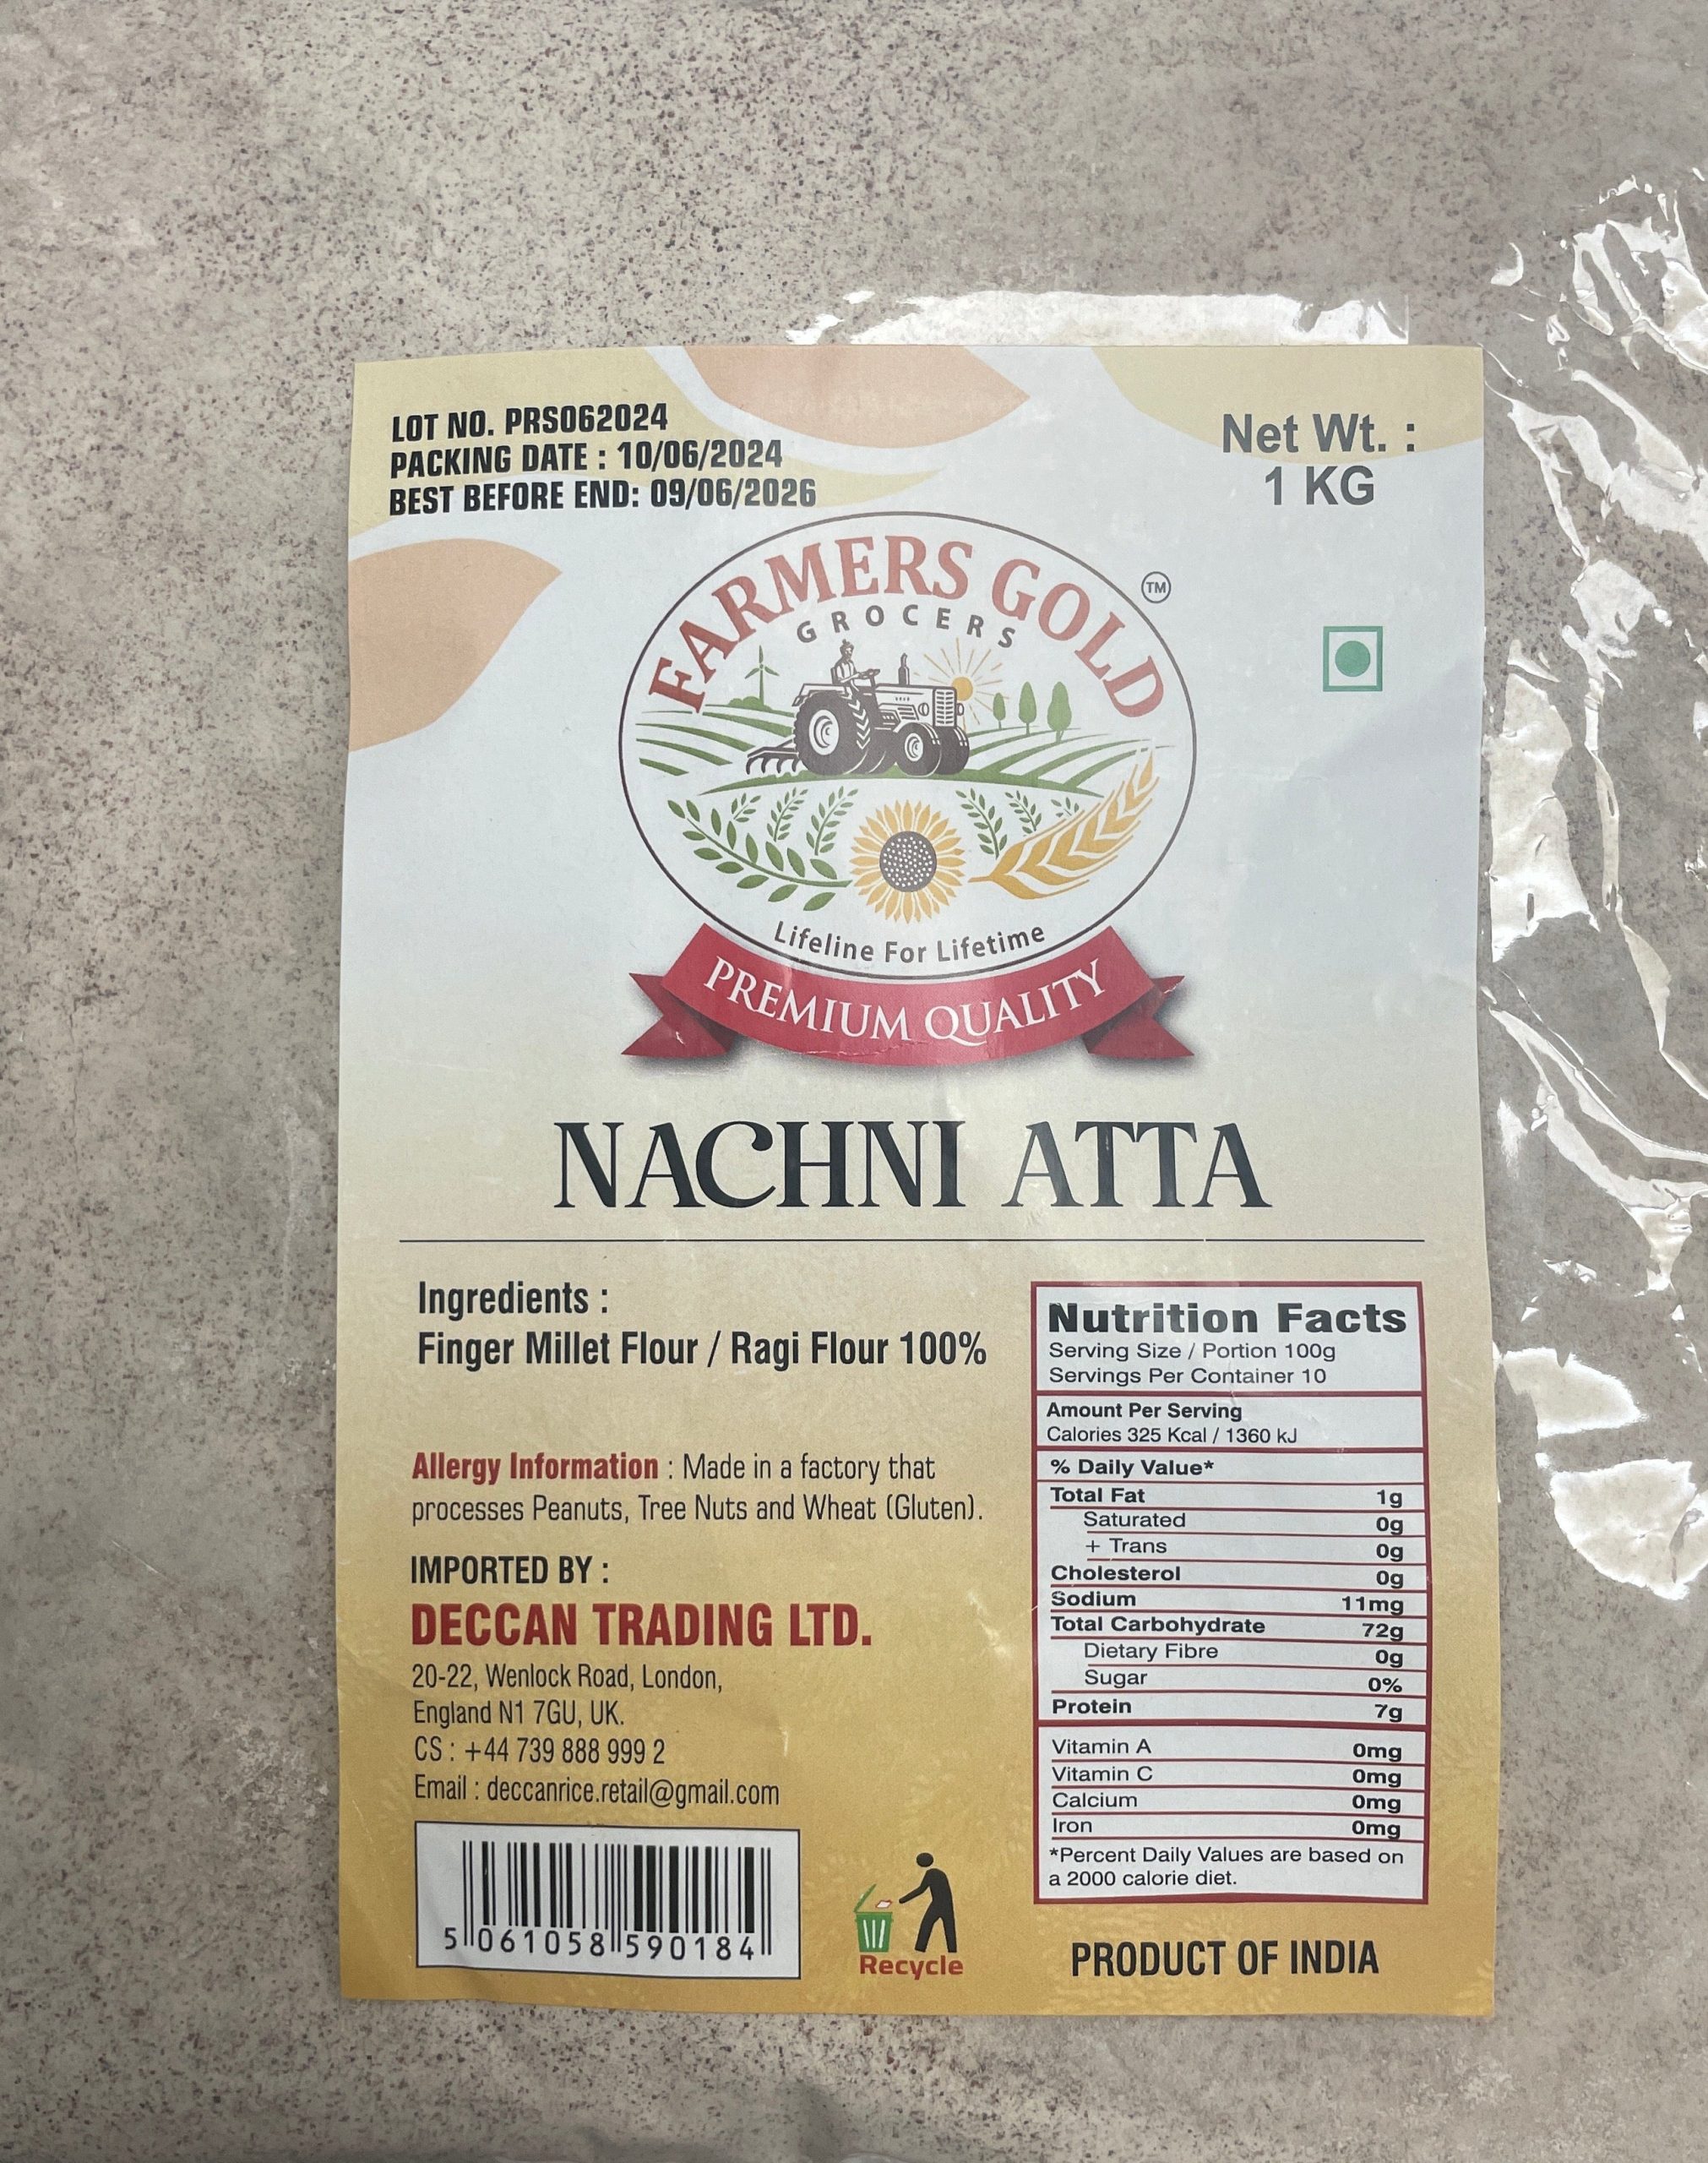 LOT NO. PRS062024
PACKING DATE : 10/06/2024
BEST BEFORE END: 09/06/2026
Net Wt. :
1 KG
FARMERS GOLD
TM
GROCERS
Lifeline For Lifetime
PREMIUM QUALITY
NACHNI ATTA
Ingredients :
Finger Millet Flour / Ragi Flour 100%
Allergy Information : Made in a factory that
processes Peanuts, Tree Nuts and Wheat (Gluten).
IMPORTED BY :
DECCAN TRADING LTD.
20-22, Wenlock Road, London,
England N1 7GU, UK.
CS : +44 739 888 999 2
Email : deccanrice.retail@gmail.com
5 061058 590184
Recycle
Nutrition Facts
Serving Size / Portion 100g
Servings Per Container 10
Amount Per Serving
Calories 325 Kcal / 1360 kJ
% Daily Value*
Total Fat 1g
Saturated 0g
+ Trans 0g
Cholesterol 0g
Sodium 11mg
Total Carbohydrate 72g
Dietary Fibre 0g
Sugar 0%
Protein 7g
Vitamin A 0mg
Vitamin C 0mg
Calcium 0mg
Iron 0mg
*Percent Daily Values are based on
a 2000 calorie diet.
PRODUCT OF INDIA